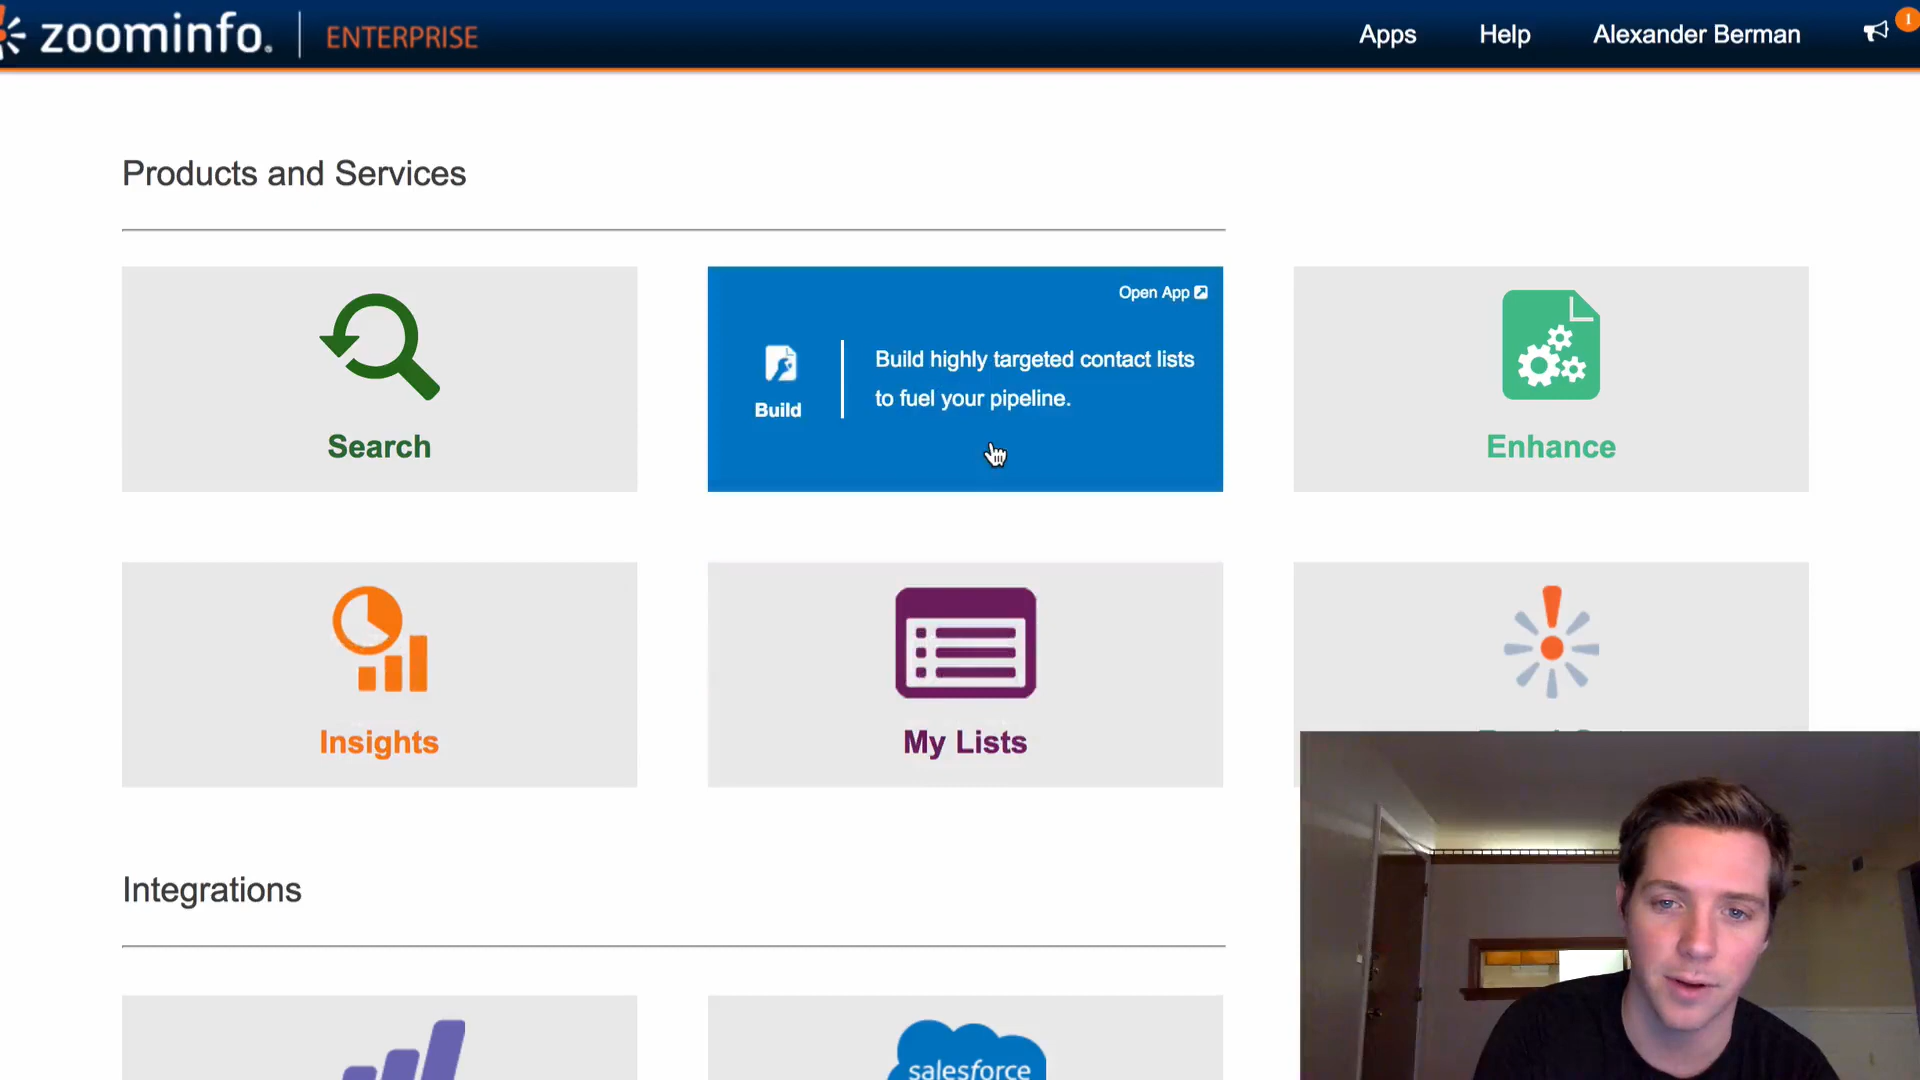 zoominfo. ENTERPRISE
Apps Help Alexander Berman 1
Products and Services
Search
Open App
Build highly targeted contact lists
to fuel your pipeline.
Build
Enhance
Insights
My Lists
Integrations
salesforce